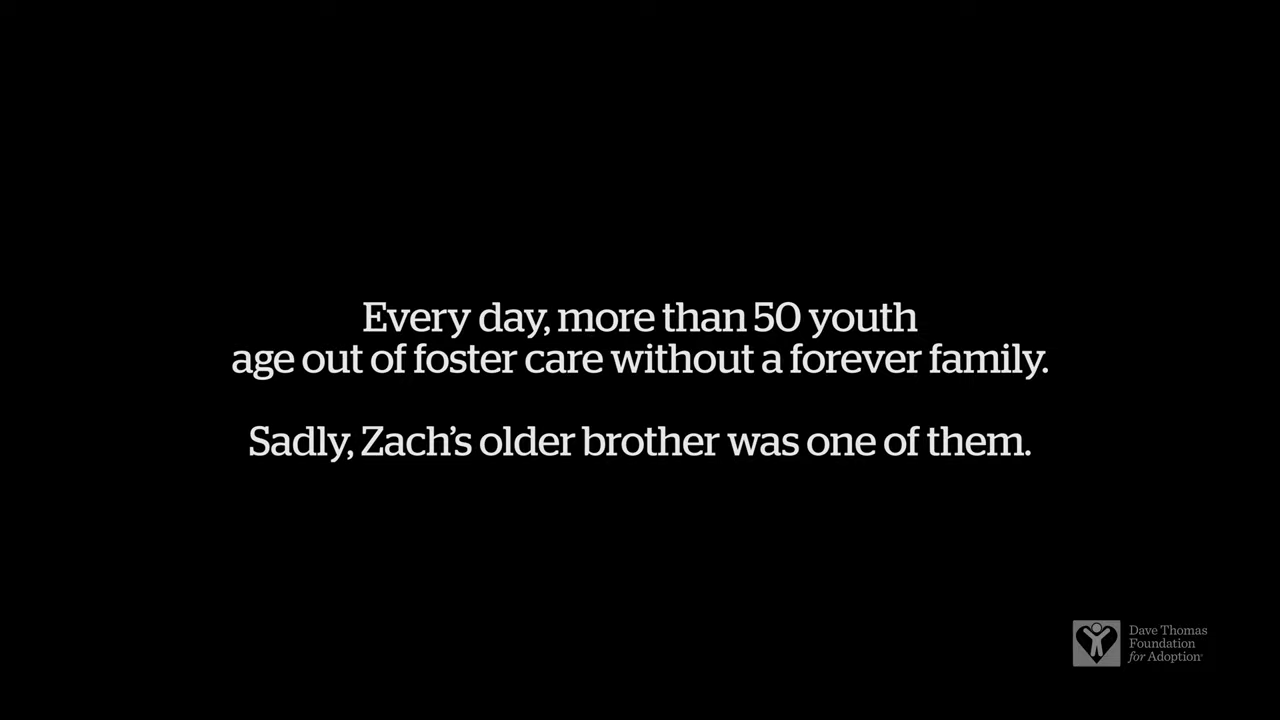 Every day, more than 50 youth
age out of foster care without a forever family.
Sadly, Zach’s older brother was one of them.
Dave Thomas
Foundation
for Adoption